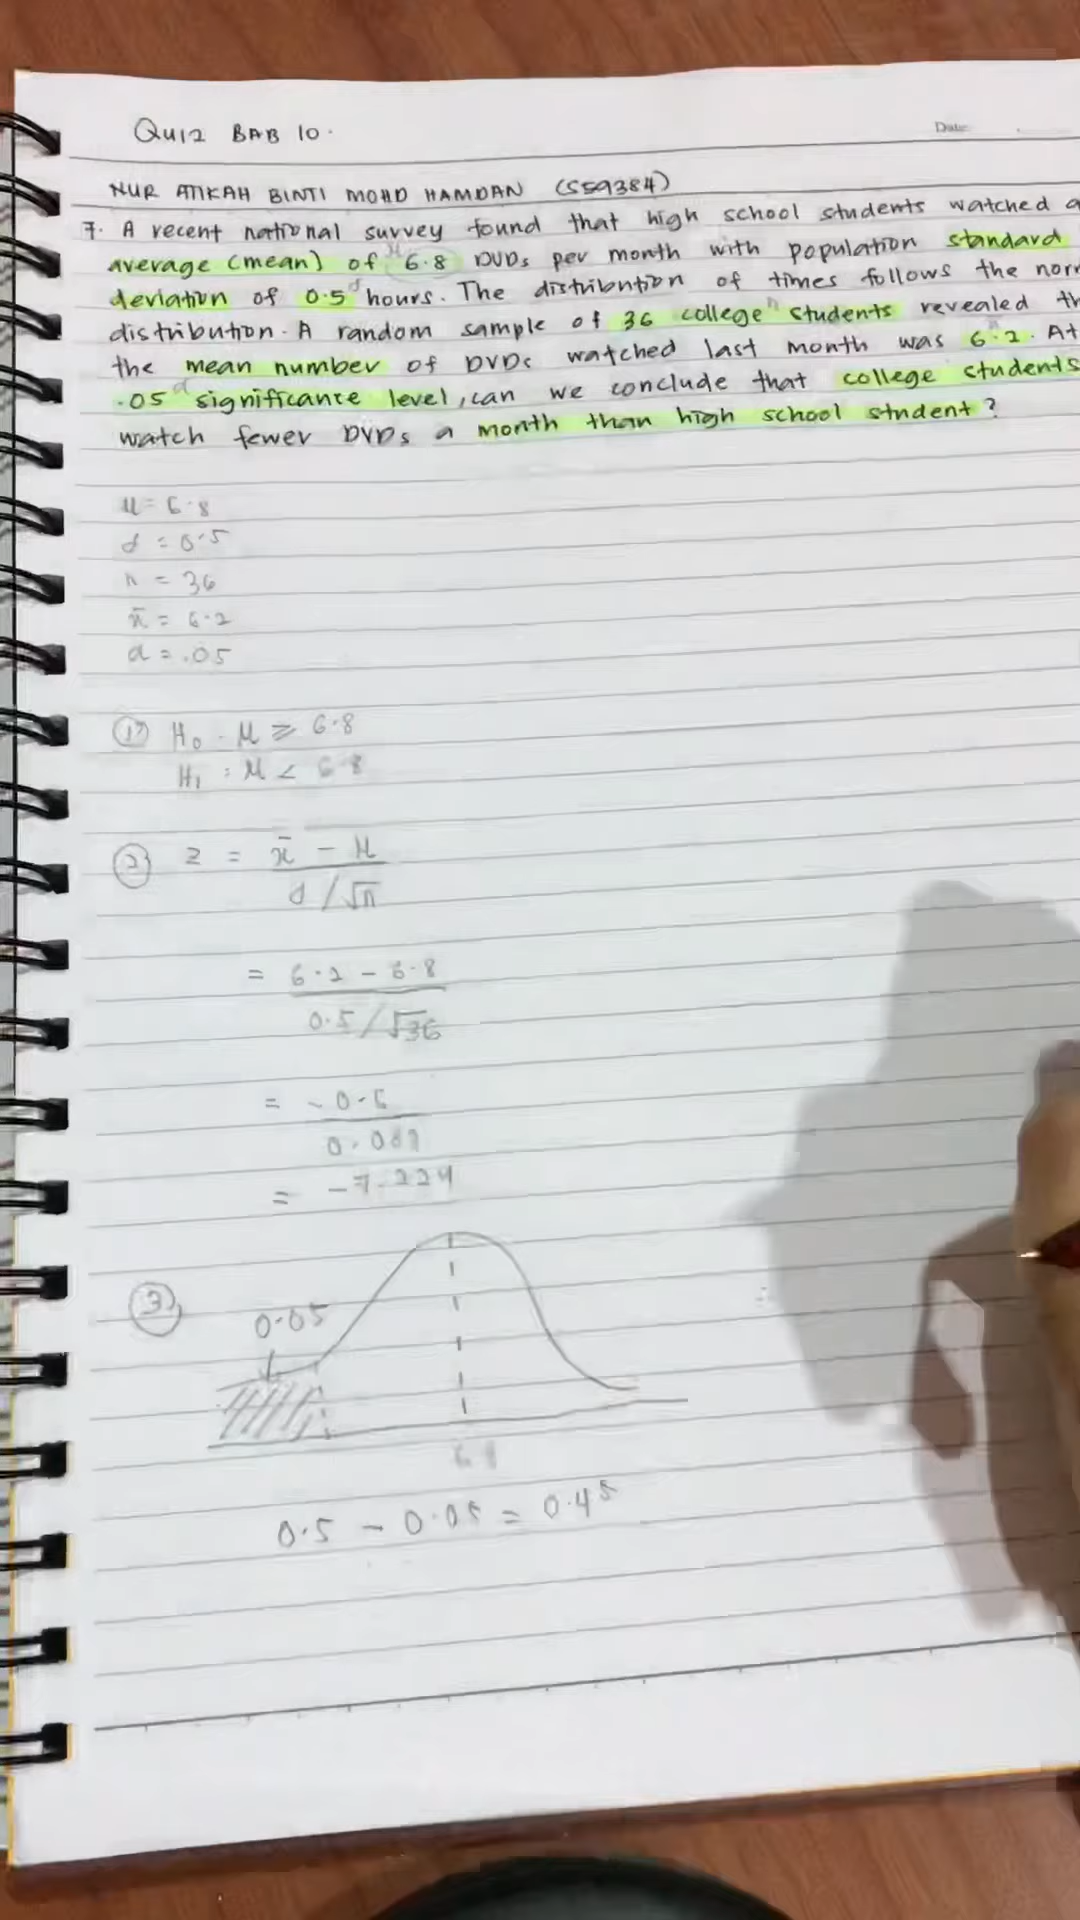 QUIZ BAB 10.
Date:
NUR ATIKAH BINTI MOHD HAMDAN (S59384)
7. A recent national survey found that high school students watched a
average (mean) of 6.8 DVDs per month with population standard
deviation of 0.5 hours. The distribution of times follows the norm
distribution. A random sample of 36 college students revealed th
the mean number of DVDs watched last month was 6.2. At
.05 significance level, can we conclude that college students
watch fewer DVDs a month than high school student?
μ = 6.8
σ = 0.5
n = 36
x̄ = 6.2
α = .05
① H₀ : μ ≥ 6.8
H₁ : μ < 6.8
② z = x̄ - μ
σ/√n
= 6.2 - 6.8
0.5/√36
= -0.6
0.083
= -7.229
③
0.05
6.8
0.5 - 0.05 = 0.45